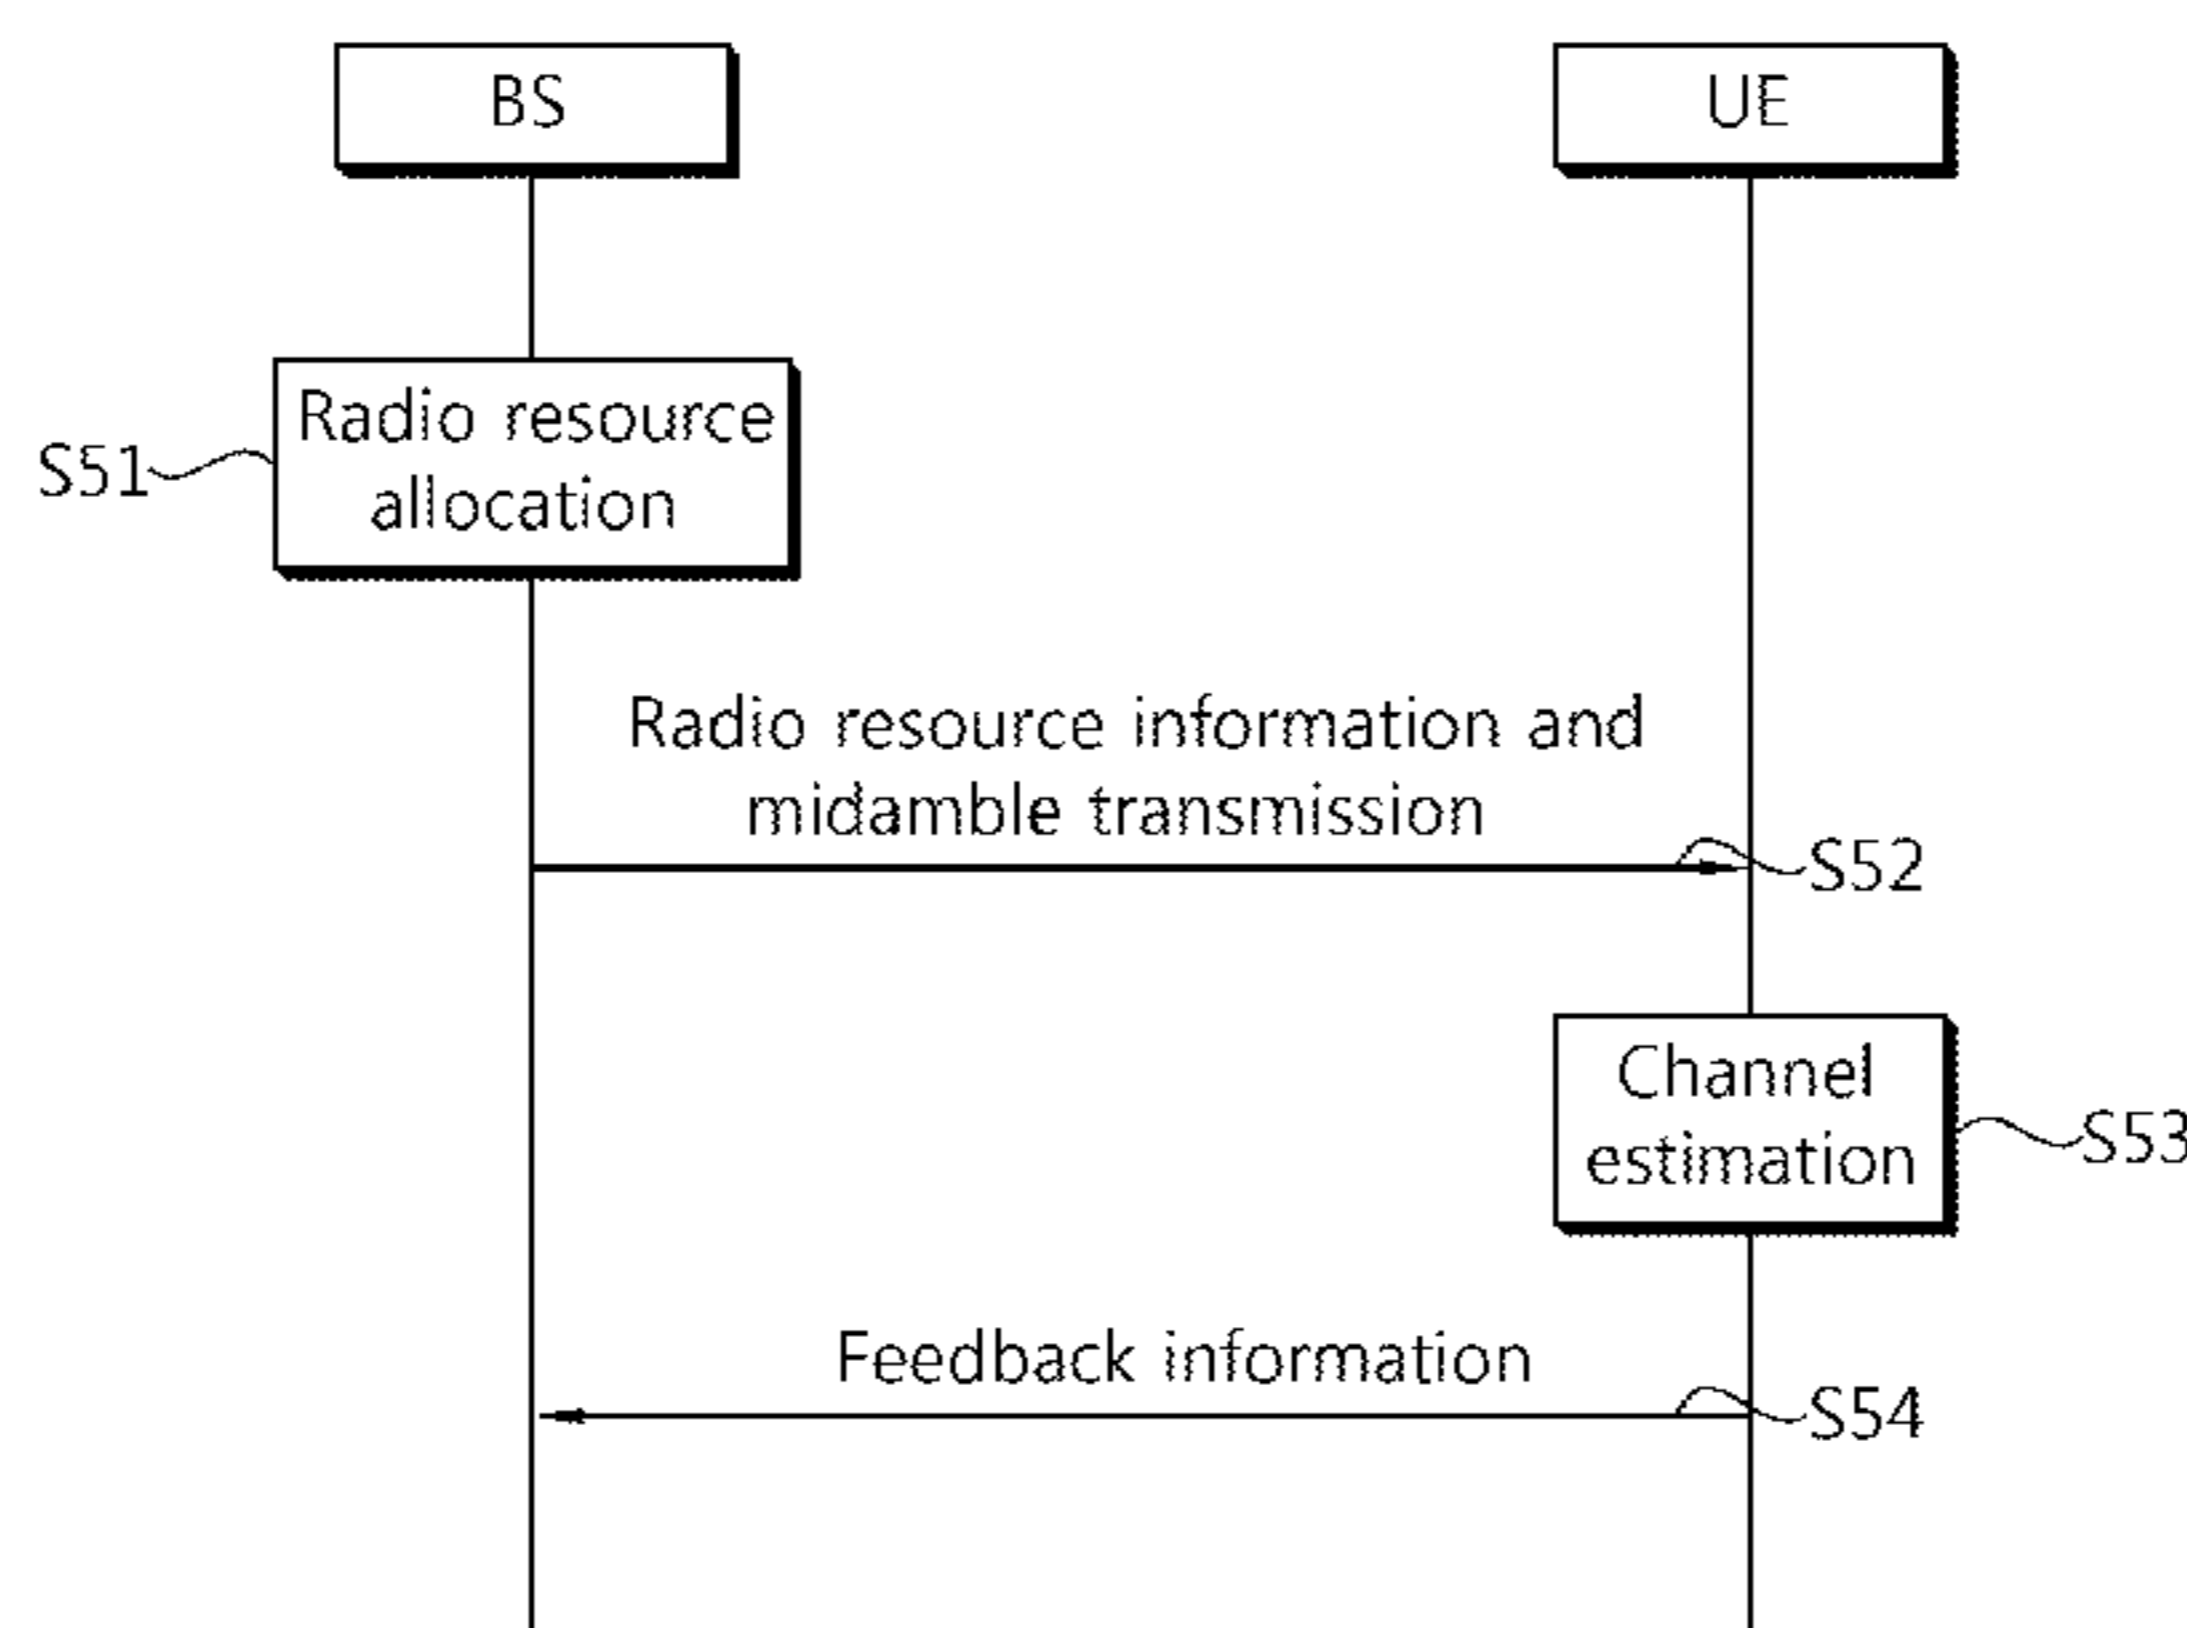 BS
UE
Radio resource
allocation
S51
Radio resource information and
midamble transmission
S52
Channel
estimation
S53
Feedback information
S54